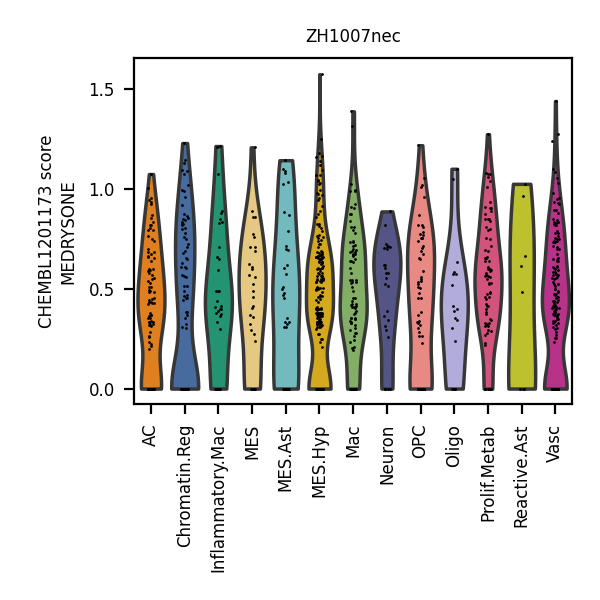 ZH1007nec
CHEMBL1201173 score
MEDRYSONE
1.5
1.0
0.5
0.0
AC
Chromatin.Reg
Inflammatory.Mac
MES
MES.Ast
MES.Hyp
Mac
Neuron
OPC
Oligo
Prolif.Metab
Reactive.Ast
Vasc